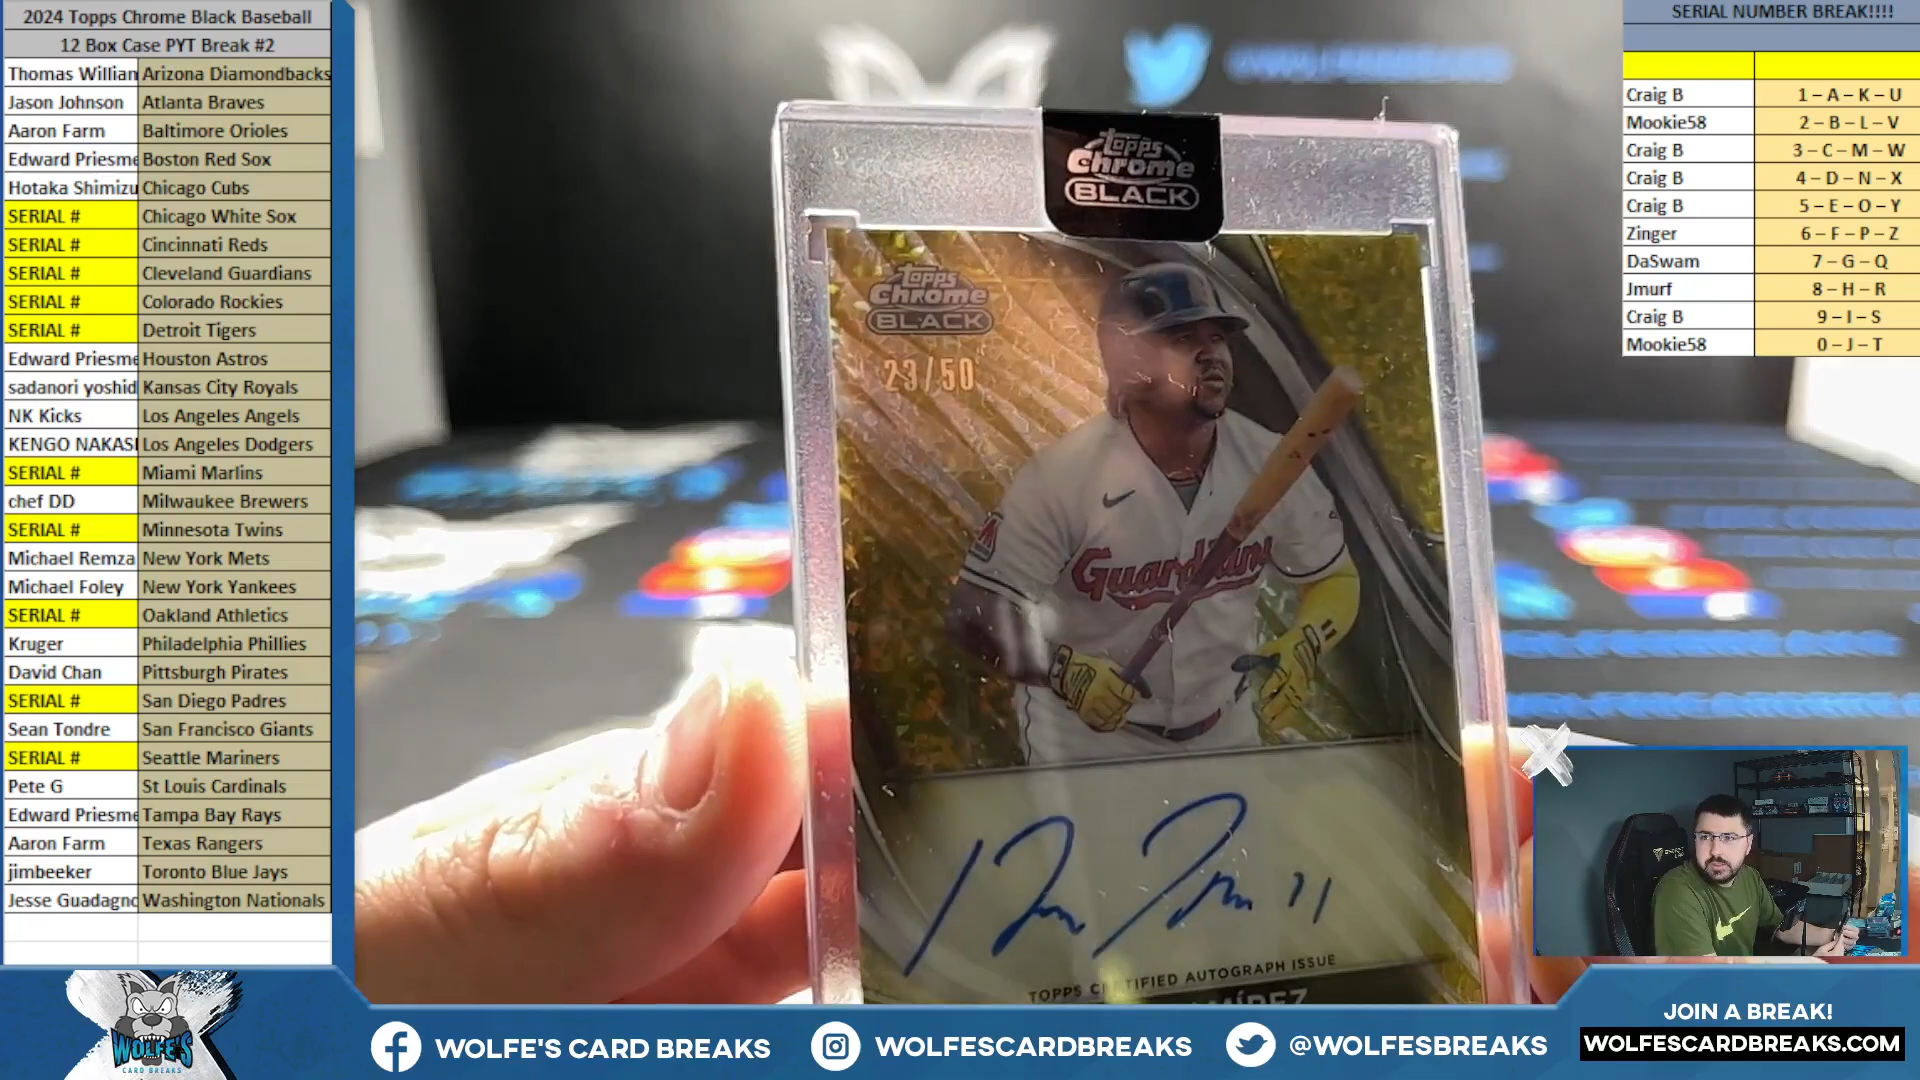 2024 Topps Chrome Black Baseball
12 Box Case PYT Break #2
Thomas Willian Arizona Diamondbacks
Jason Johnson Atlanta Braves
Aaron Farm Baltimore Orioles
Edward Priesme Boston Red Sox
Hotaka Shimizu Chicago Cubs
SERIAL # Chicago White Sox
SERIAL # Cincinnati Reds
SERIAL # Cleveland Guardians
SERIAL # Colorado Rockies
SERIAL # Detroit Tigers
Edward Priesme Houston Astros
sadanori yoshid Kansas City Royals
NK Kicks Los Angeles Angels
KENGO NAKASI Los Angeles Dodgers
SERIAL # Miami Marlins
chef DD Milwaukee Brewers
SERIAL # Minnesota Twins
Michael Remza New York Mets
Michael Foley New York Yankees
SERIAL # Oakland Athletics
Kruger Philadelphia Phillies
David Chan Pittsburgh Pirates
SERIAL # San Diego Padres
Sean Tondre San Francisco Giants
SERIAL # Seattle Mariners
Pete G St Louis Cardinals
Edward Priesme Tampa Bay Rays
Aaron Farm Texas Rangers
jimbeeker Toronto Blue Jays
Jesse Guadagno Washington Nationals
topps
Chrome
BLACK
topps
Chrome
BLACK
23/50
Guardians
11
TOPPS CERTIFIED AUTOGRAPH ISSUE
SERIAL NUMBER BREAK!!!!
Craig B 1 – A – K – U
Mookie58 2 – B – L – V
Craig B 3 – C – M – W
Craig B 4 – D – N – X
Craig B 5 – E – O – Y
Zinger 6 – F – P – Z
DaSwam 7 – G – Q
Jmurf 8 – H – R
Craig B 9 – I – S
Mookie58 0 – J – T
WOLFE'S
CARD BREAKS
WOLFE'S CARD BREAKS
WOLFESCARDBREAKS
@WOLFESBREAKS
JOIN A BREAK!
WOLFESCARDBREAKS.COM